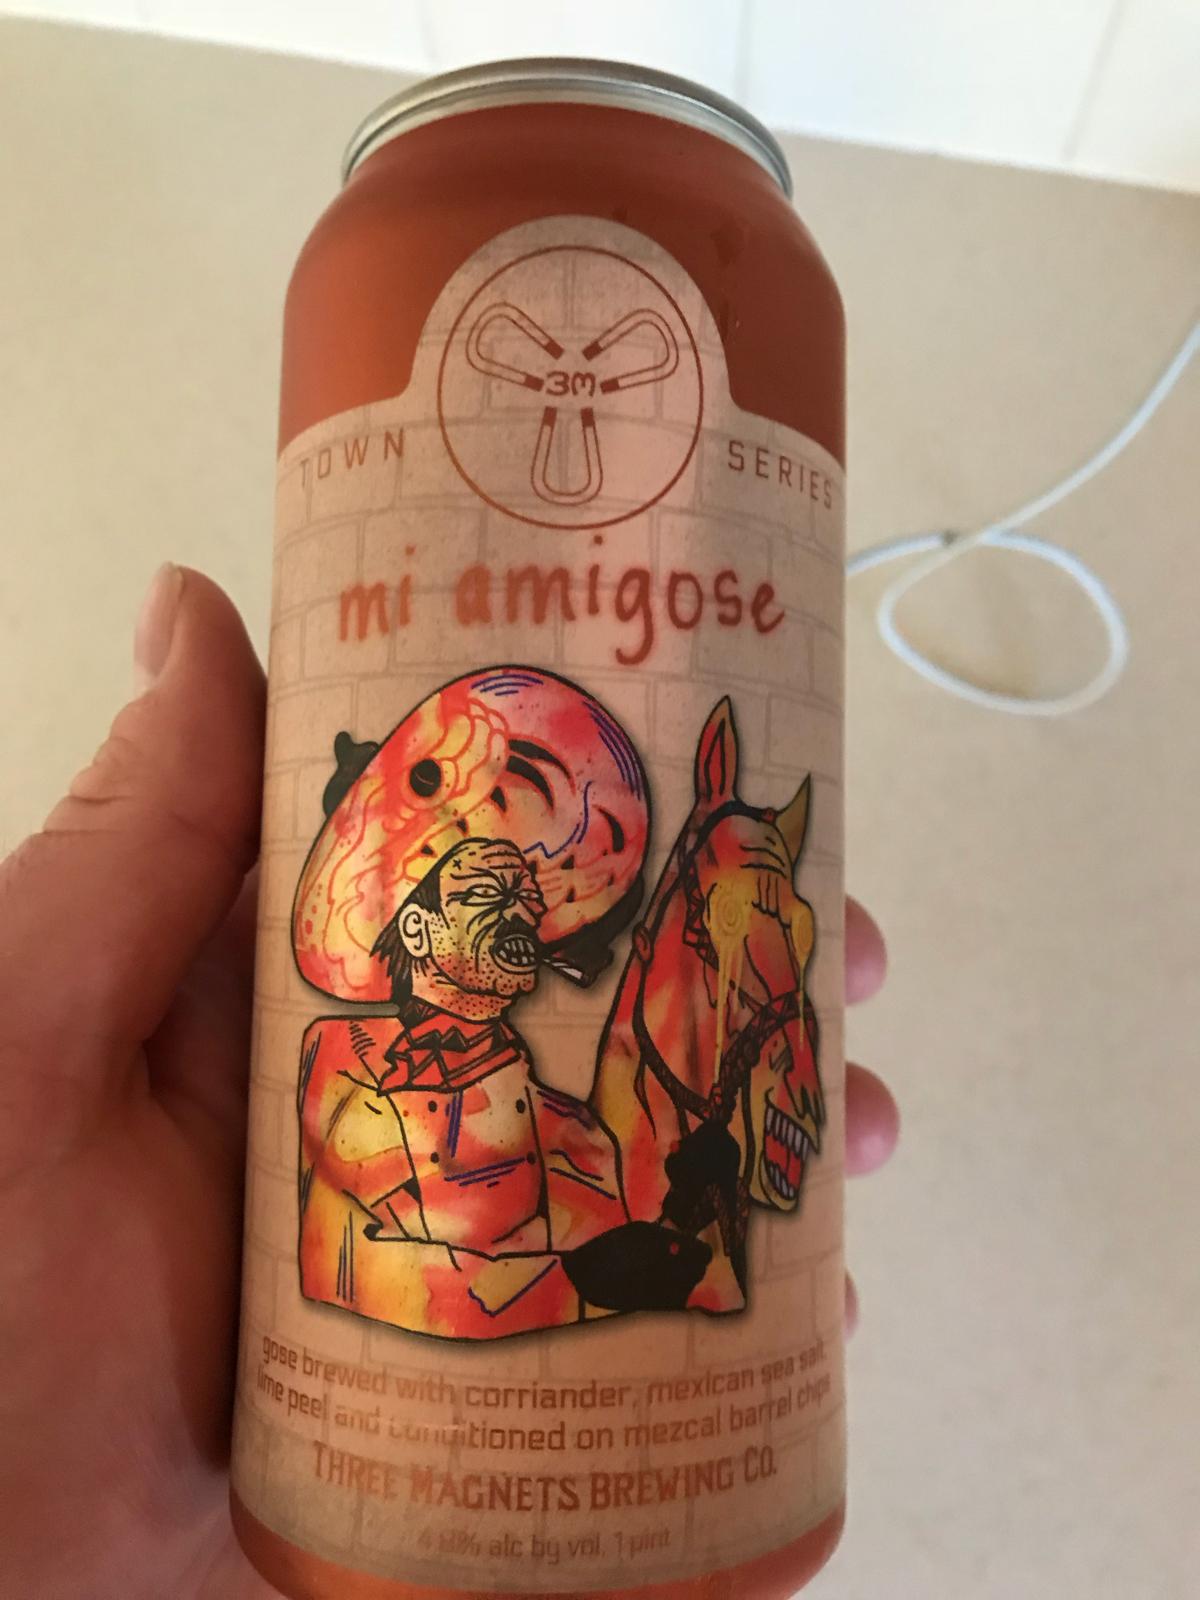 3M
TOWN SERIES
mi amigose
gose brewed with corriander, mexican sea salt,
lime peel and conditioned on mezcal barrel chips
THREE MAGNETS BREWING CO.
alc by vol, 1 pint